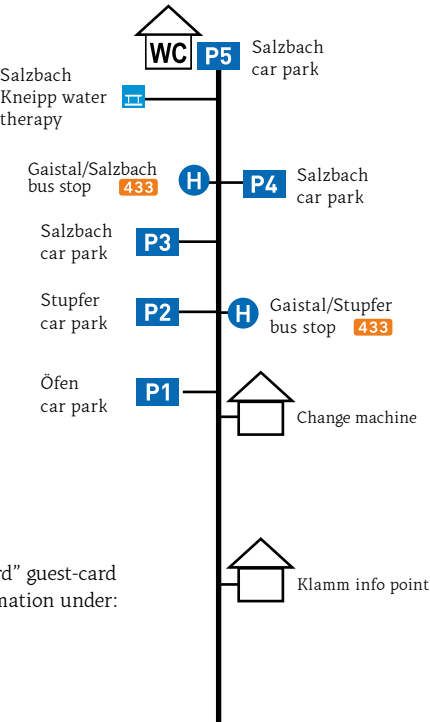 WC
P5
Salzbach
car park
Salzbach
Kneipp water
therapy
Gaistal/Salzbach
bus stop 433
H
P4
Salzbach
car park
Salzbach
car park
P3
Stupfer
car park
P2
H
Gaistal/Stupfer
bus stop 433
Öfen
car park
P1
Change machine
rd” guest-card
mation under:
Klamm info point